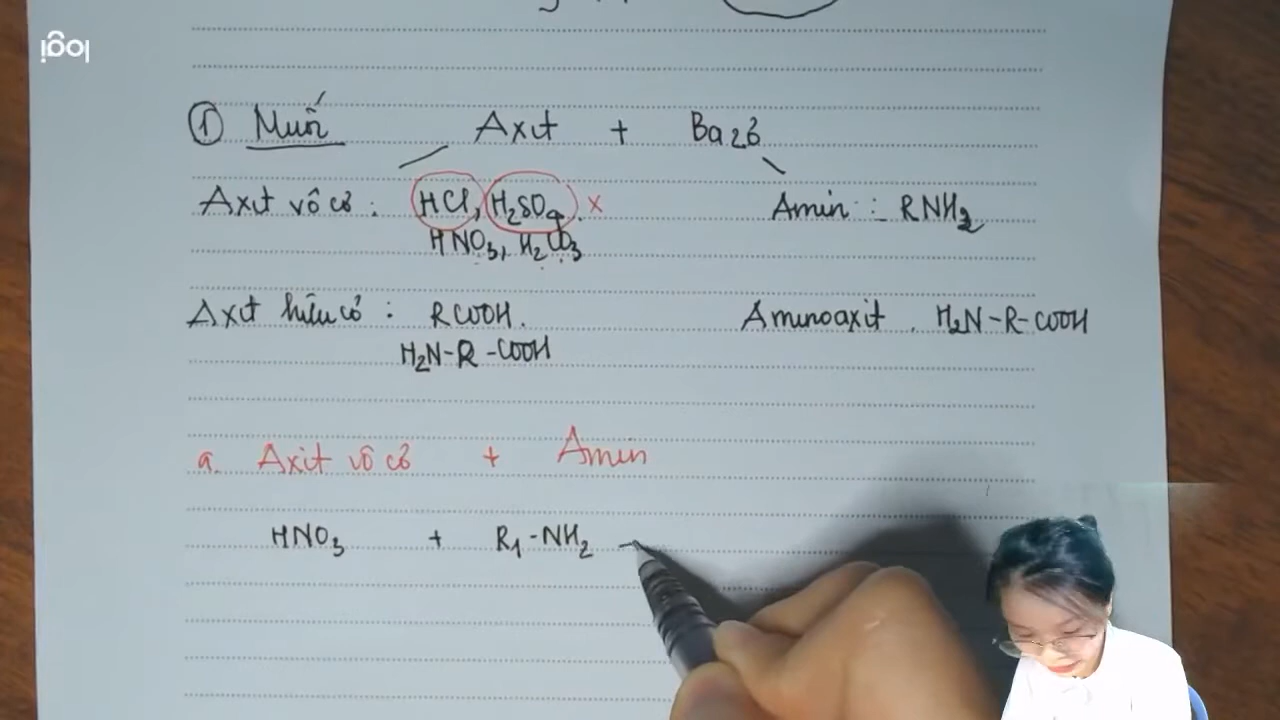 logi
① Muối Axit + Bazơ
Axit vô cơ : HCl, H₂SO₄ x Amin : RNH₂
HNO₃, H₂CO₃
Axit hữu cơ : RCOOH. Aminoaxit . H₂N-R-COOH
H₂N-R-COOH
a. Axit vô cơ + Amin
HNO₃ + R₁-NH₂